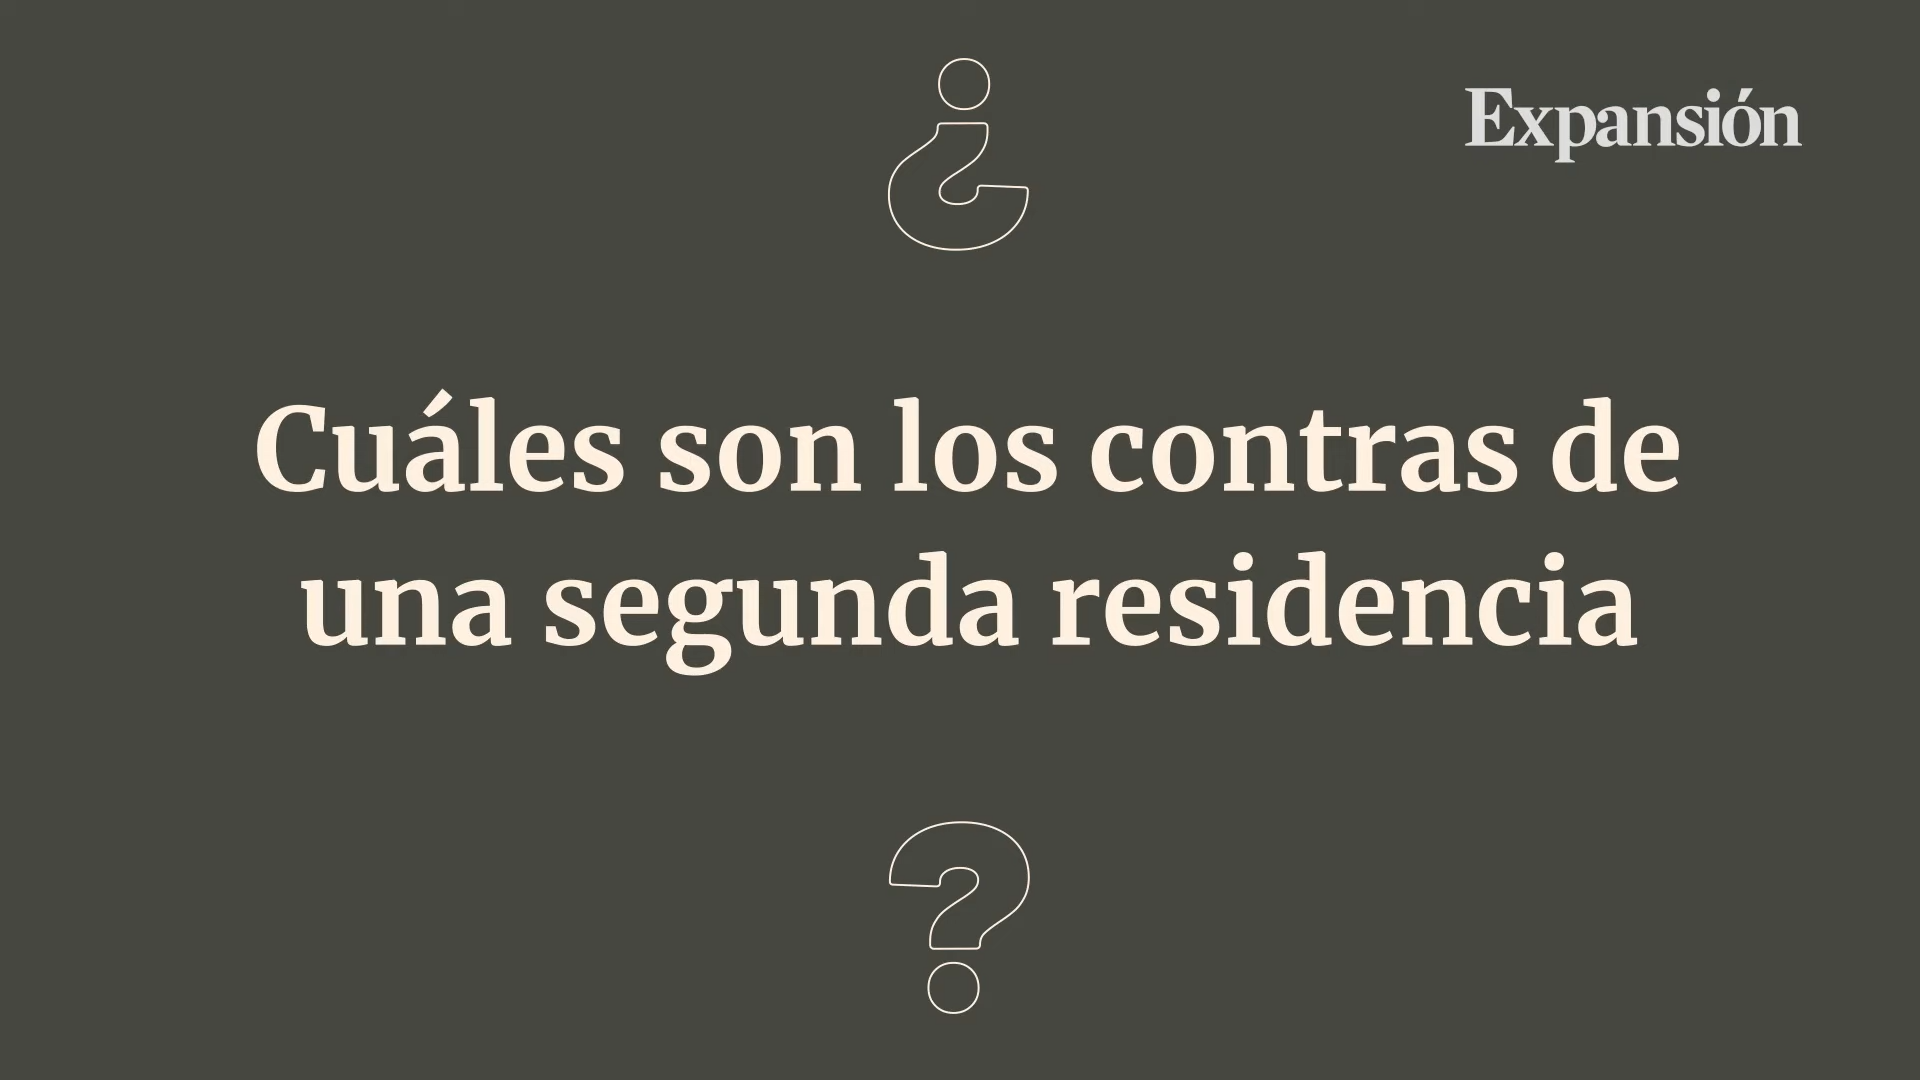 ¿
Expansión
Cuáles son los contras de
una segunda residencia
?